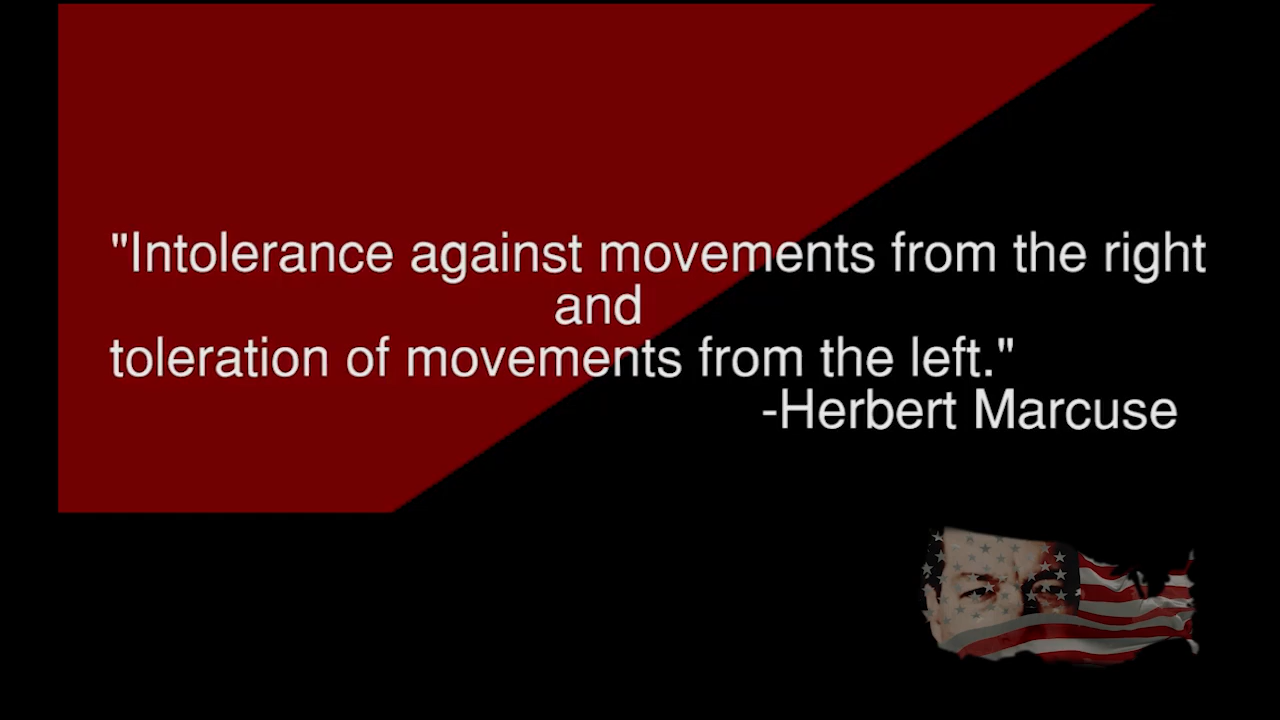 "Intolerance against movements from the right
and
toleration of movements from the left."
-Herbert Marcuse